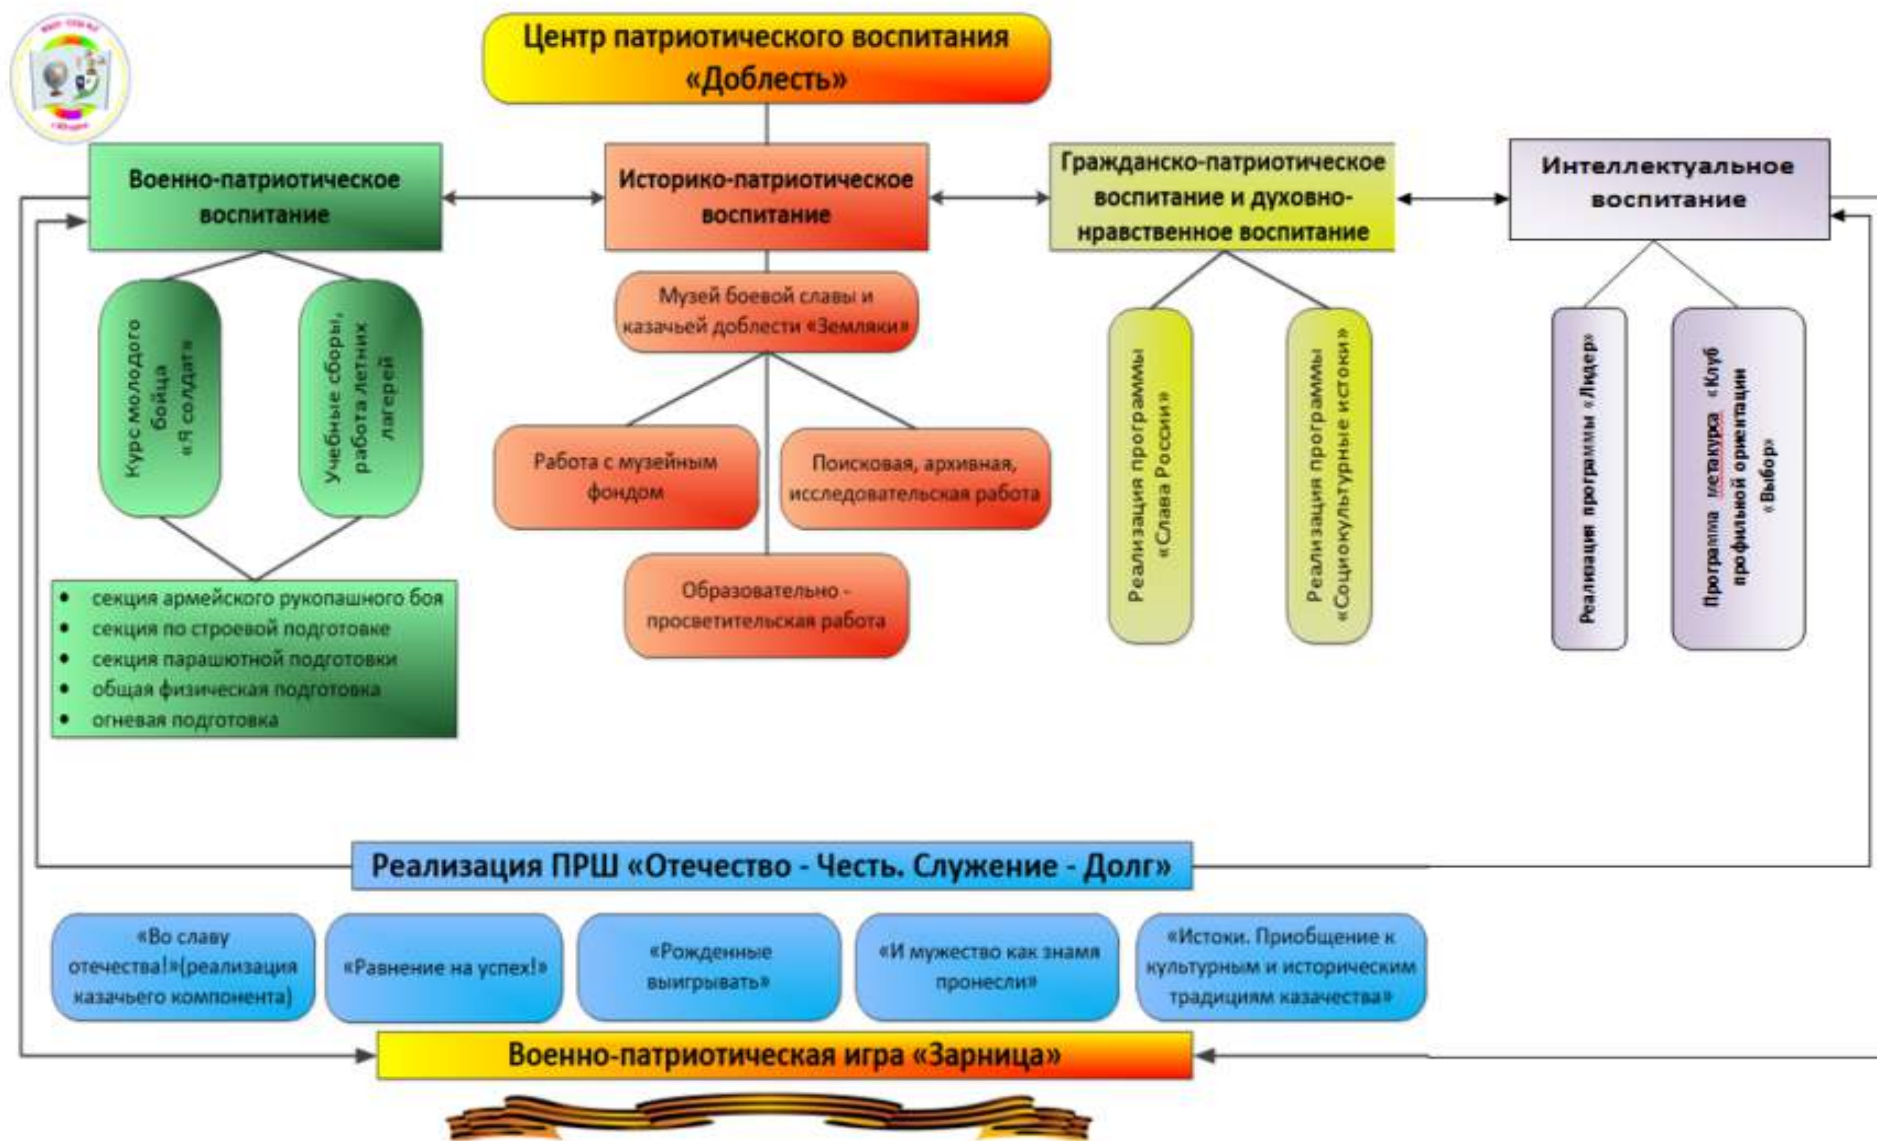 Центр патриотического воспитания
«Доблесть»
Военно-патриотическое
воспитание
Историко-патриотическое
воспитание
Гражданско-патриотическое
воспитание и духовно-
нравственное воспитание
Интеллектуальное
воспитание
Курс молодого
бойца
«Я солдат»
Учебные сборы,
работа летних
лагерей
Музей боевой славы и
казачьей доблести «Земляки»
Работа с музейным
фондом
Поисковая, архивная,
исследовательская работа
Образовательно -
просветительская работа
Реализация программы
«Слава России»
Реализация программы
«Социокультурные истоки»
Реализация программы «Лидер»
Программа метакурса «Клуб
профильной ориентации
«Выбор»
• секция армейского рукопашного боя
• секция по строевой подготовке
• секция парашютной подготовки
• общая физическая подготовка
• огневая подготовка
Реализация ПРШ «Отечество - Честь. Служение - Долг»
«Во славу
отечества!»(реализация
казачьего компонента)
«Равнение на успех!»
«Рожденные
выигрывать»
«И мужество как знамя
пронесли»
«Истоки. Приобщение к
культурным и историческим
традициям казачества»
Военно-патриотическая игра «Зарница»